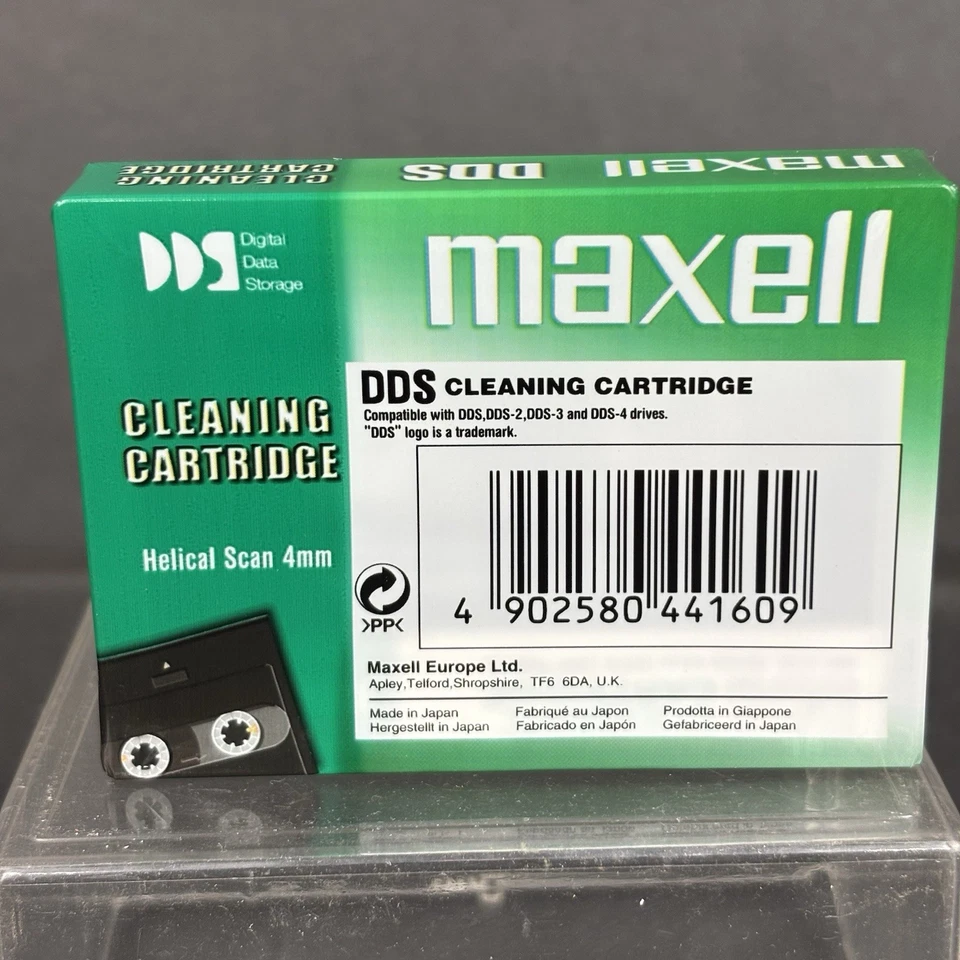 CLEANING
CARTRIDGE
DDS
maxell
DDS
Digital
Data
Storage
maxell
CLEANING
CARTRIDGE
Helical Scan 4mm
DDS CLEANING CARTRIDGE
Compatible with DDS,DDS-2,DDS-3 and DDS-4 drives.
"DDS" logo is a trademark.
4 902580 441609
>PP<
Maxell Europe Ltd.
Apley,Telford,Shropshire, TF6 6DA, U.K.
Made in Japan Fabriqué au Japon Prodotta in Giappone
Hergestellt in Japan Fabricado en Japón Gefabriceerd in Japan